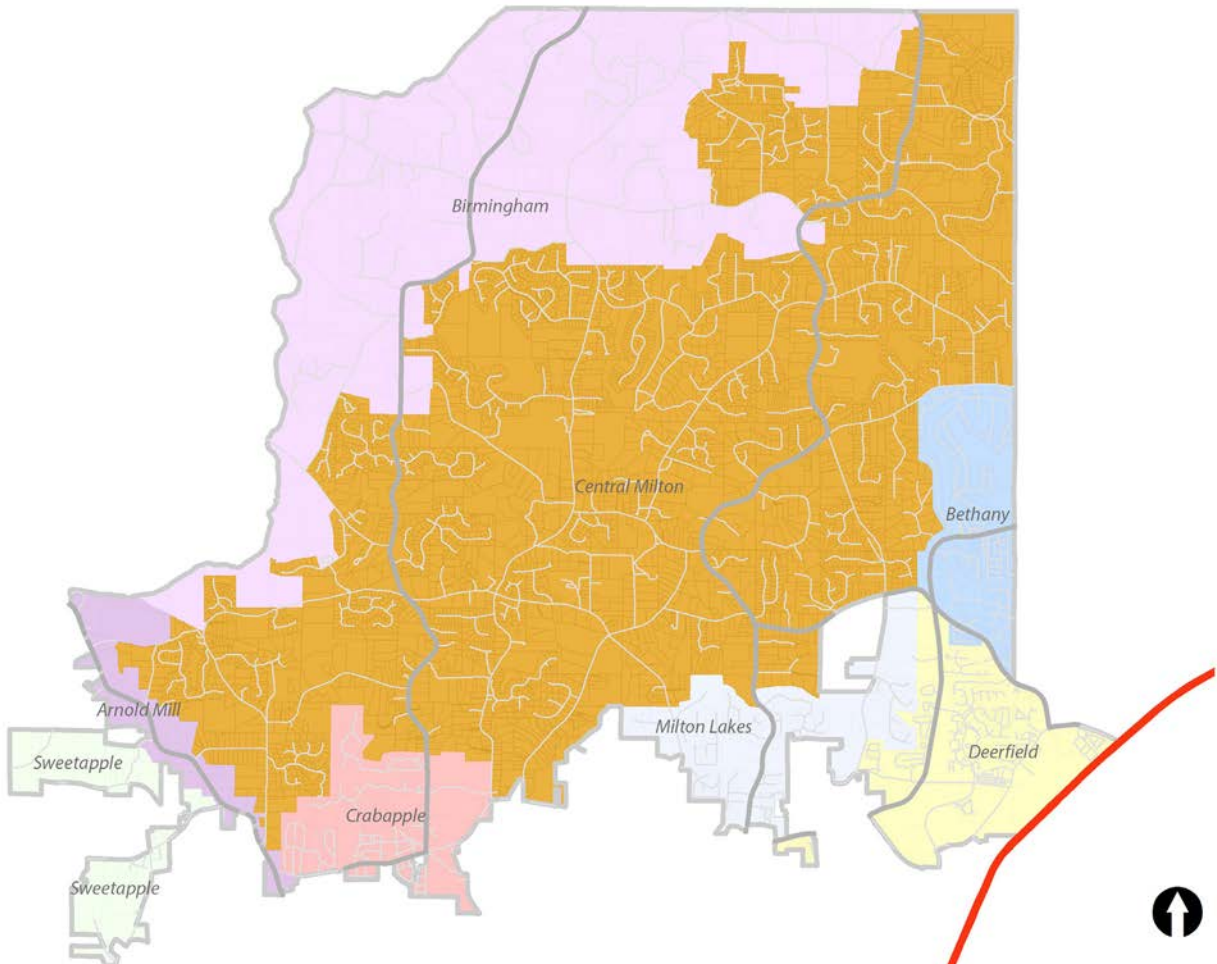 Birmingham
Central Milton
Bethany
Arnold Mill
Milton Lakes
Sweetapple
Deerfield
Crabapple
Sweetapple